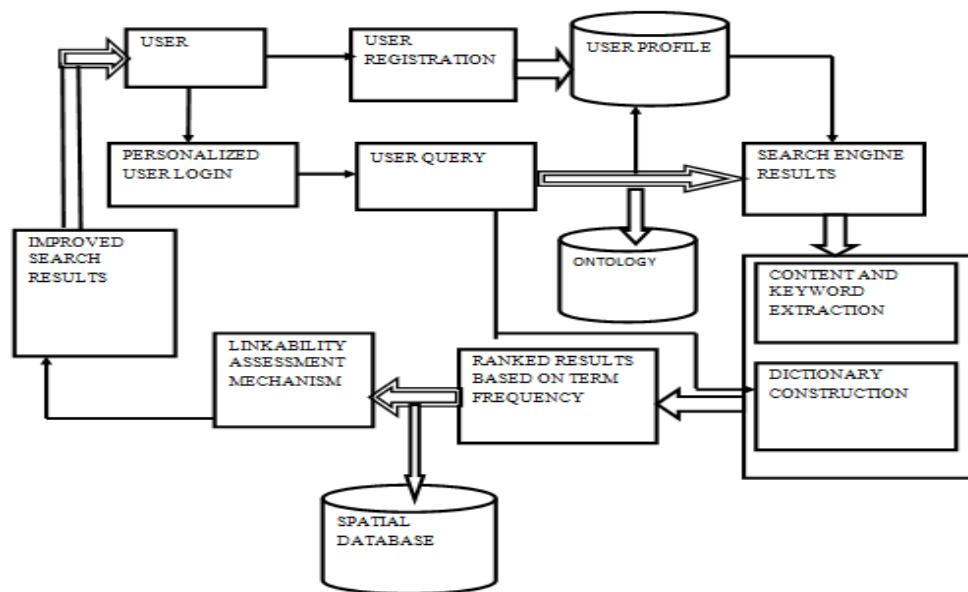 USER
USER
REGISTRATION
USER PROFILE
PERSONALIZED
USER LOGIN
USER QUERY
SEARCH ENGINE
RESULTS
IMPROVED
SEARCH
RESULTS
ONTOLOGY
CONTENT AND
KEYWORD
EXTRACTION
LINKABILITY
ASSESSMENT
MECHANISM
RANKED RESULTS
BASED ON TERM
FREQUENCY
DICTIONARY
CONSTRUCTION
SPATIAL
DATABASE